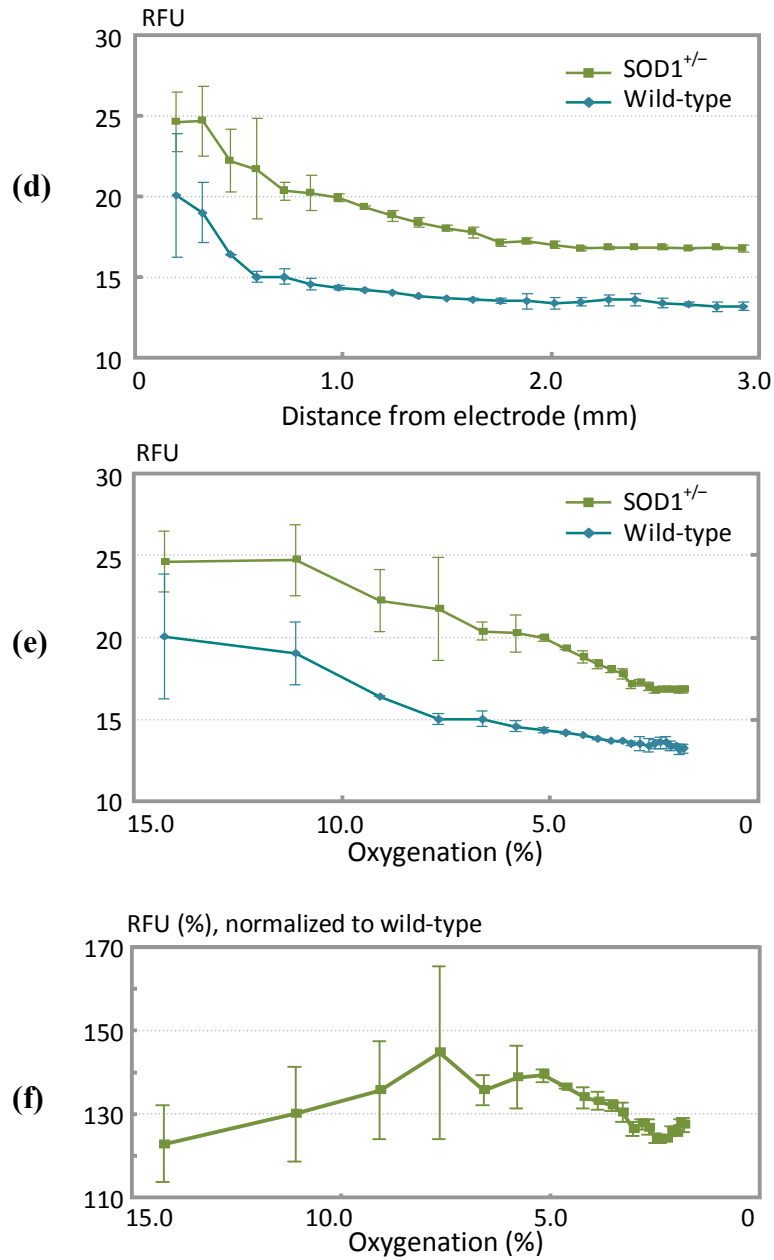 RFU
30
25
20
15
10
SOD1+/–
Wild-type
(d)
0
1.0
2.0
3.0
Distance from electrode (mm)
RFU
30
25
20
15
10
SOD1+/–
Wild-type
(e)
15.0
10.0
5.0
0
Oxygenation (%)
RFU (%), normalized to wild-type
170
150
130
110
(f)
15.0
10.0
5.0
0
Oxygenation (%)